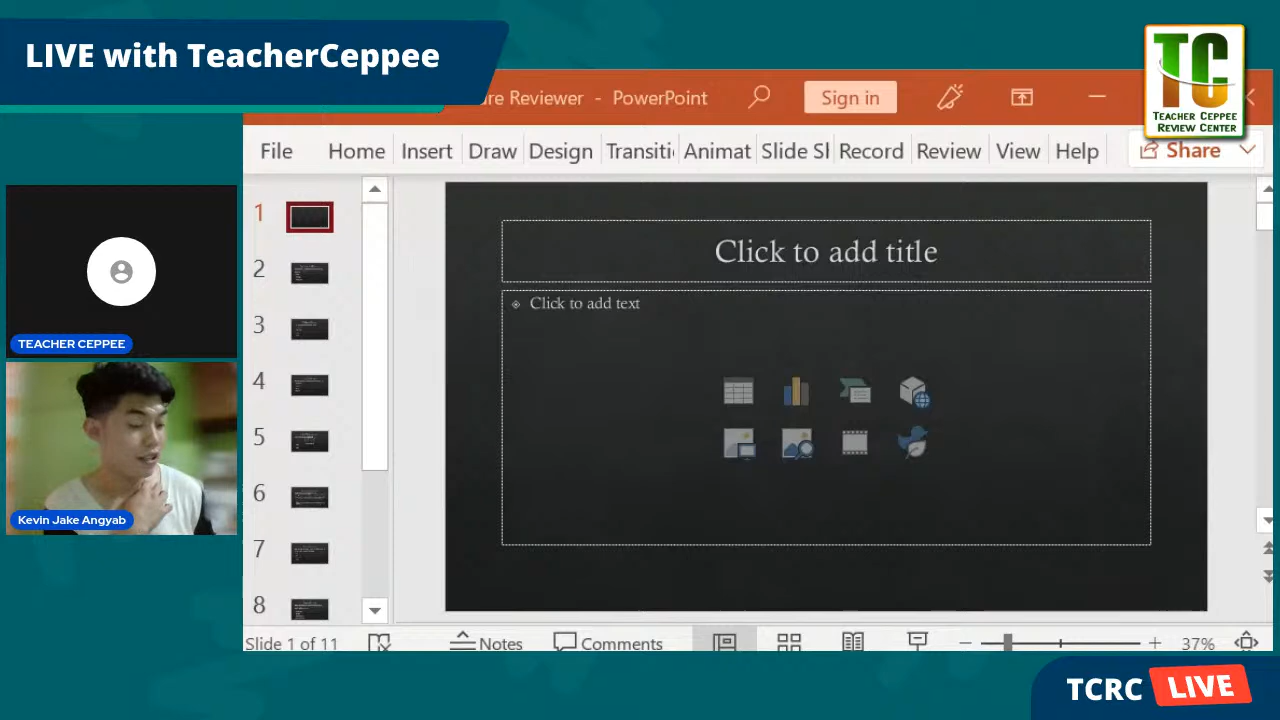 LIVE with TeacherCeppee
TC
TEACHER CEPPEE
REVIEW CENTER
re Reviewer - PowerPoint
Sign in
File Home Insert Draw Design Transiti Animat Slide Sl Record Review View Help Share
1
2
3
4
5
6
7
8
Click to add title
Click to add text
TEACHER CEPPEE
Kevin Jake Angyab
Slide 1 of 11 Notes Comments 37%
TCRC LIVE